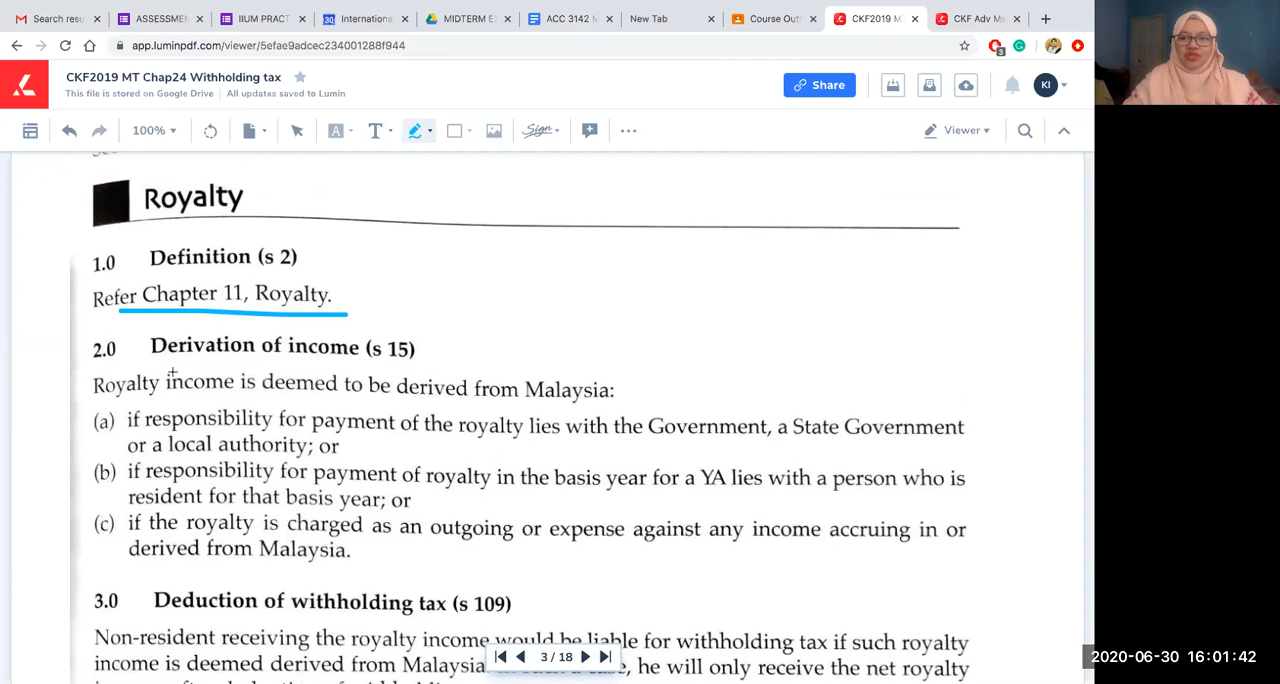 Search resu
ASSESSMEN
IIUM PRACT
Internationa
MIDTERM E
ACC 3142 M
New Tab
Course Out
CKF2019 M
CKF Adv Ma
app.luminpdf.com/viewer/5efae9adcec234001288f944
CKF2019 MT Chap24 Withholding tax
This file is stored on Google Drive | All updates saved to Lumin
Share
KI
100%
A
T
Sign
Viewer
Royalty
1.0 Definition (s 2)
Refer Chapter 11, Royalty.
2.0 Derivation of income (s 15)
Royalty income is deemed to be derived from Malaysia:
(a) if responsibility for payment of the royalty lies with the Government, a State Government
or a local authority; or
(b) if responsibility for payment of royalty in the basis year for a YA lies with a person who is
resident for that basis year; or
(c) if the royalty is charged as an outgoing or expense against any income accruing in or
derived from Malaysia.
3.0 Deduction of withholding tax (s 109)
Non-resident receiving the royalty income would be liable for withholding tax if such royalty
income is deemed derived from Malaysia. he will only receive the net royalty
3 / 18
2020-06-30 16:01:42